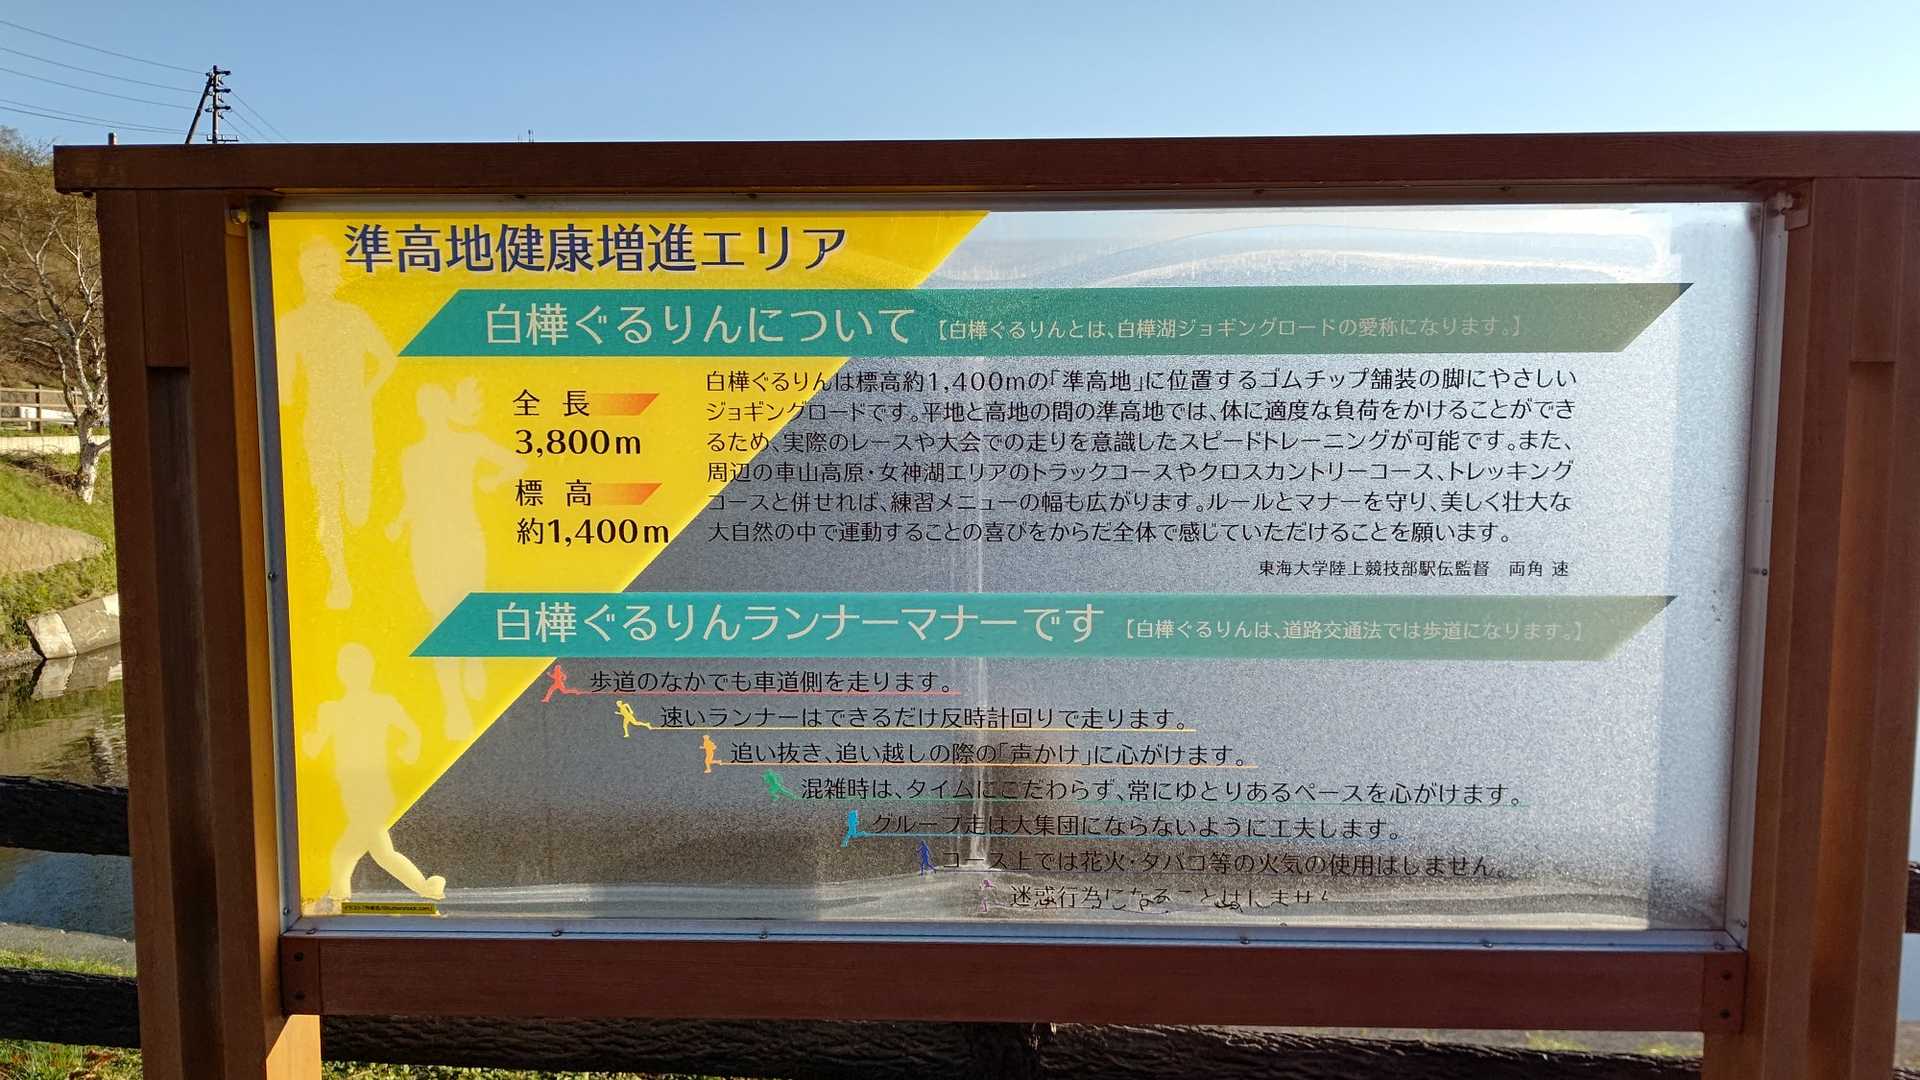 準高地健康増進エリア
白樺ぐるりんについて【白樺ぐるりんとは、白樺湖ジョギングロードの愛称になります。】
全長
3,800m
標高
約1,400m
白樺ぐるりんは標高約1,400mの「準高地」に位置するゴムチップ舗装の脚にやさしい
ジョギングロードです。平地と高地の間の準高地では、体に適度な負荷をかけることができ
るため、実際のレースや大会での走りを意識したスピードトレーニングが可能です。また、
周辺の車山高原・女神湖エリアのトラックコースやクロスカントリーコース、トレッキング
コースと併せれば、練習メニューの幅も広がります。ルールとマナーを守り、美しく壮大な
大自然の中で運動することの喜びをからだ全体で感じていただけることを願います。
東海大学陸上競技部駅伝監督 両角 速
白樺ぐるりんランナーマナーです【白樺ぐるりんは、道路交通法では歩道になります。】
歩道のなかでも車道側を走ります。
速いランナーはできるだけ反時計回りで走ります。
追い抜き、追い越しの際の「声かけ」に心がけます。
混雑時は、タイムにこだわらず、常にゆとりあるペースを心がけます。
グループ走は大集団にならないように工夫します。
コース上では花火・タバコ等の火気の使用はしません。
迷惑行為になることはしません